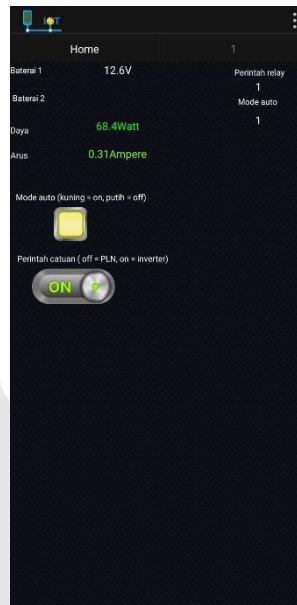 IoT
Home 1
Baterai 1 12.6V Perintah relay
1
Baterai 2 Mode auto
Daya 68.4Watt 1
Arus 0.31Ampere
Mode auto (kuning = on, putih = off)
Perintah catuan ( off = PLN, on = inverter)
ON